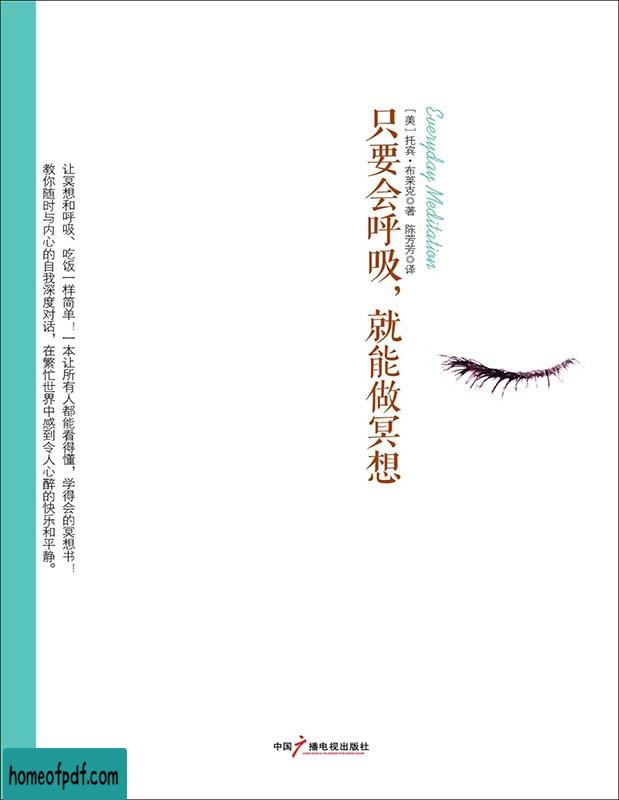 Everyday Meditation
[美]托宾·布莱克◎著 陈芳芳◎译
只要会呼吸，就能做冥想
让冥想和呼吸、吃饭一样简单！一本让所有人都能看得懂，学得会的冥想书！
教你随时与内心的自我深度对话，在繁忙世界中感到令人心醉的快乐和平静。
中国广播电视出版社
homeofpdf.com